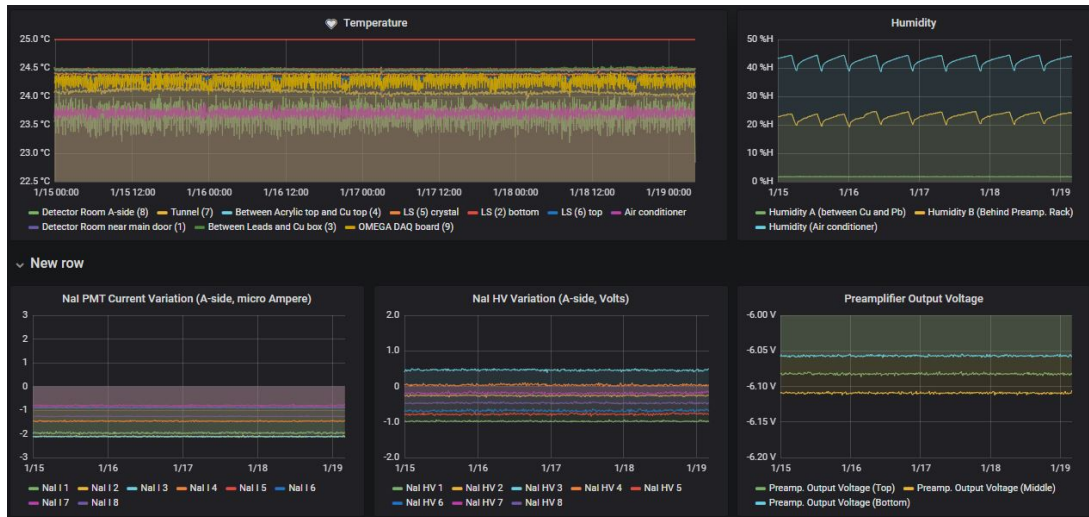 Temperature
25.0 °C
24.5 °C
24.0 °C
23.5 °C
23.0 °C
22.5 °C
1/15 00:00 1/15 12:00 1/16 00:00 1/16 12:00 1/17 00:00 1/17 12:00 1/18 00:00 1/18 12:00 1/19 00:00
Detector Room A-side (8) Tunnel (7) Between Acrylic top and Cu top (4) LS (5) crystal LS (2) bottom LS (6) top Air conditioner
Detector Room near main door (1) Between Leads and Cu box (3) OMEGA DAQ board (9)
Humidity
50 %H
40 %H
30 %H
20 %H
10 %H
0 %H
1/15 1/16 1/17 1/18 1/19
Humidity A (between Cu and Pb) Humidity B (Behind Preamp. Rack)
Humidity (Air conditioner)
New row
NaI PMT Current Variation (A-side, micro Ampere)
3
2
1
0
-1
-2
-3
1/15 1/16 1/17 1/18 1/19
NaI I 1 NaI I 2 NaI I 3 NaI I 4 NaI I 5 NaI I 6
NaI I 7 NaI I 8
NaI HV Variation (A-side, Volts)
2.0
1.0
0
-1.0
-2.0
1/15 1/16 1/17 1/18 1/19
NaI HV 1 NaI HV 2 NaI HV 3 NaI HV 4 NaI HV 5
NaI HV 6 NaI HV 7 NaI HV 8
Preamplifier Output Voltage
-6.00 V
-6.05 V
-6.10 V
-6.15 V
-6.20 V
1/15 1/16 1/17 1/18 1/19
Preamp. Output Voltage (Top) Preamp. Output Voltage (Middle)
Preamp. Output Voltage (Bottom)